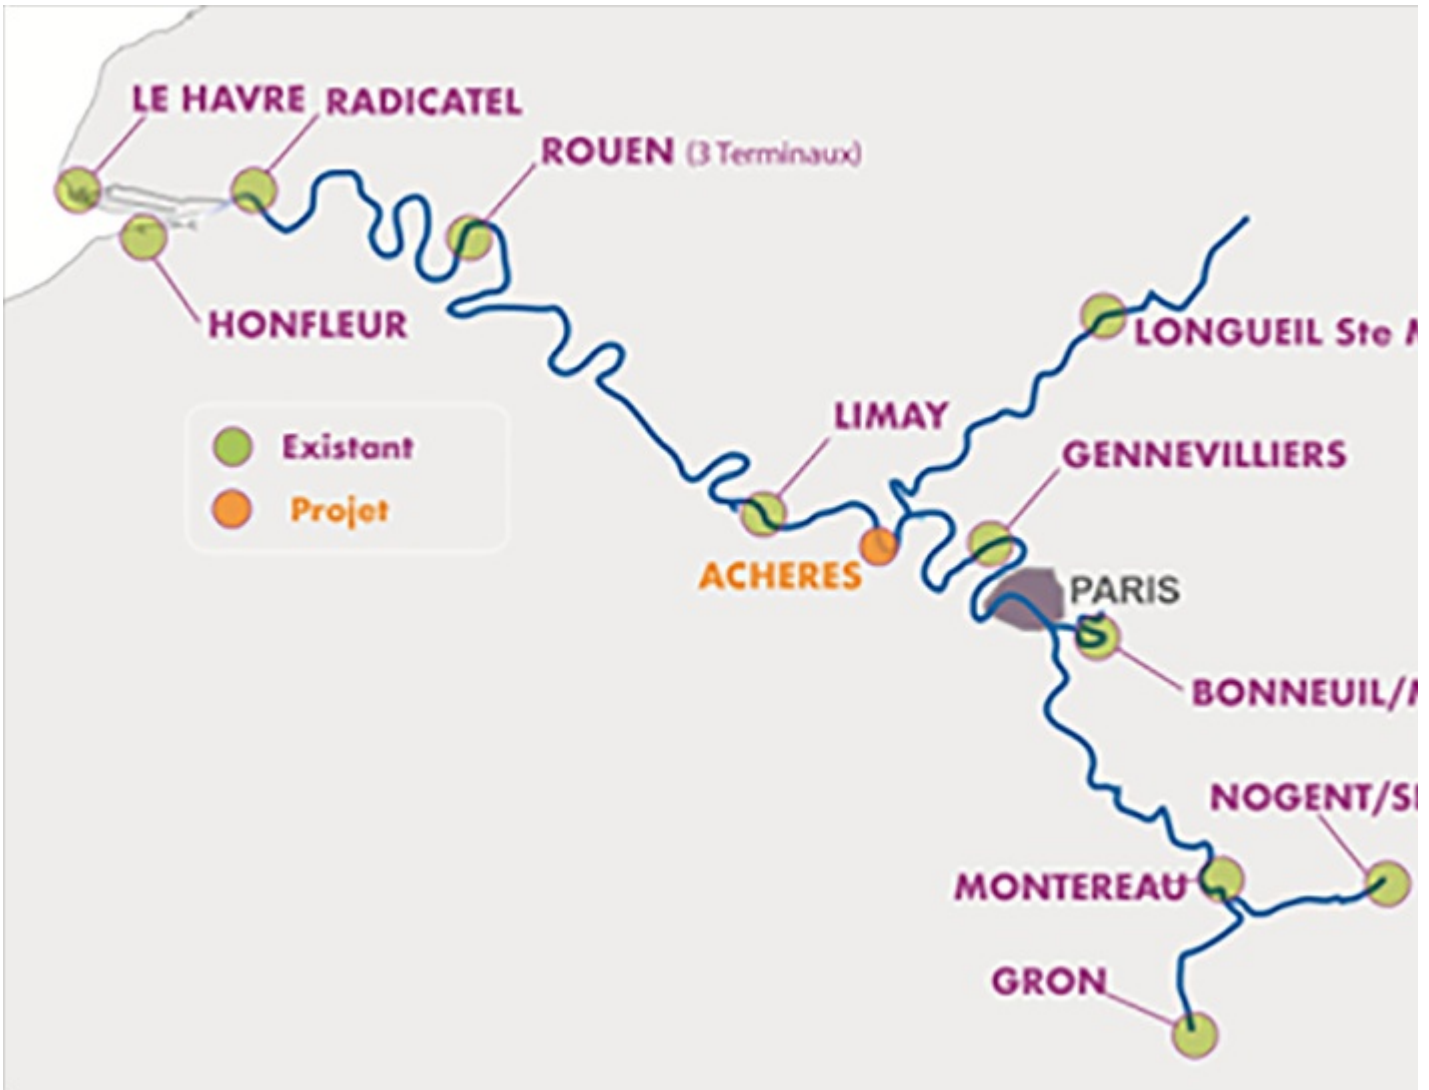 LE HAVRE
RADICATEL
ROUEN (3 Terminaux)
HONFLEUR
LONGUEIL Ste
LIMAY
GENNEVILLIERS
Existant
Projet
ACHERES
PARIS
BONNEUIL/
NOGENT/S
MONTEREAU
GRON